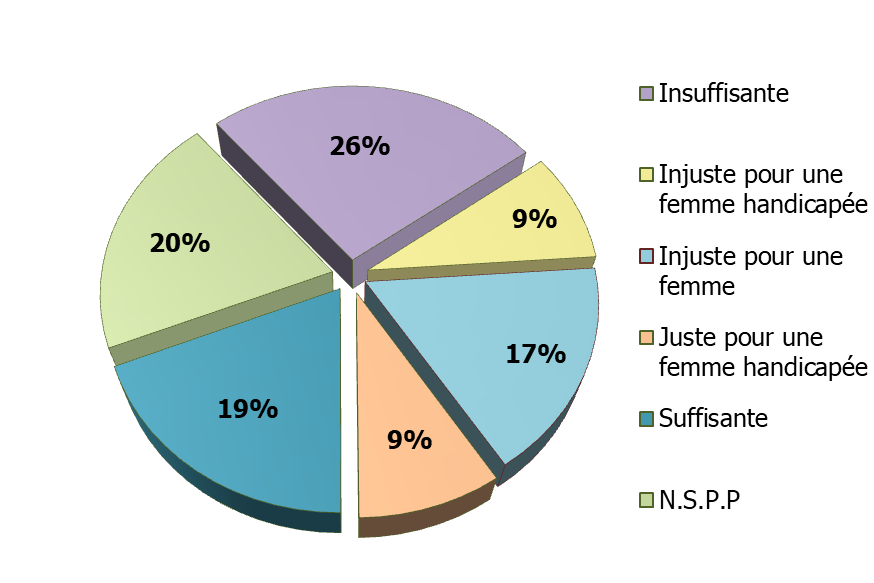 26%
9%
17%
9%
19%
20%
Insuffisante
Injuste pour une
femme handicapée
Injuste pour une
femme
Juste pour une
femme handicapée
Suffisante
N.S.P.P